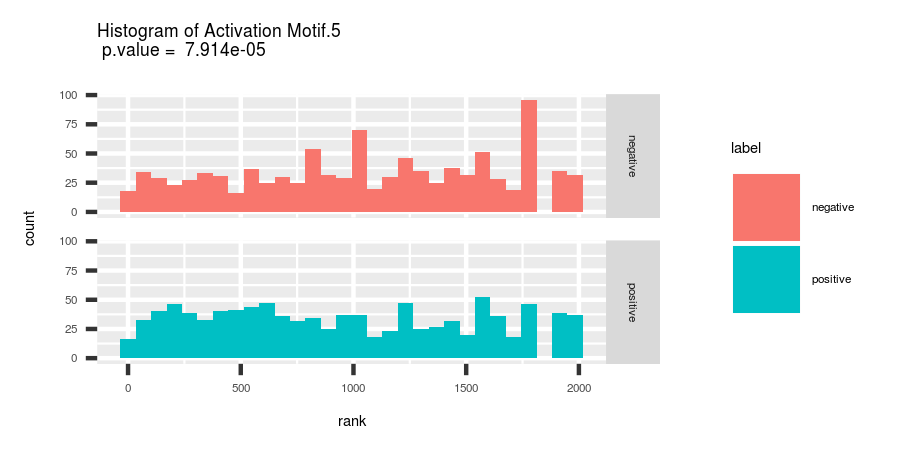 Histogram of Activation Motif.5
p.value = 7.914e-05
count
100
75
50
25
0
negative
100
75
50
25
0
positive
0 500 1000 1500 2000
rank
label
negative
positive